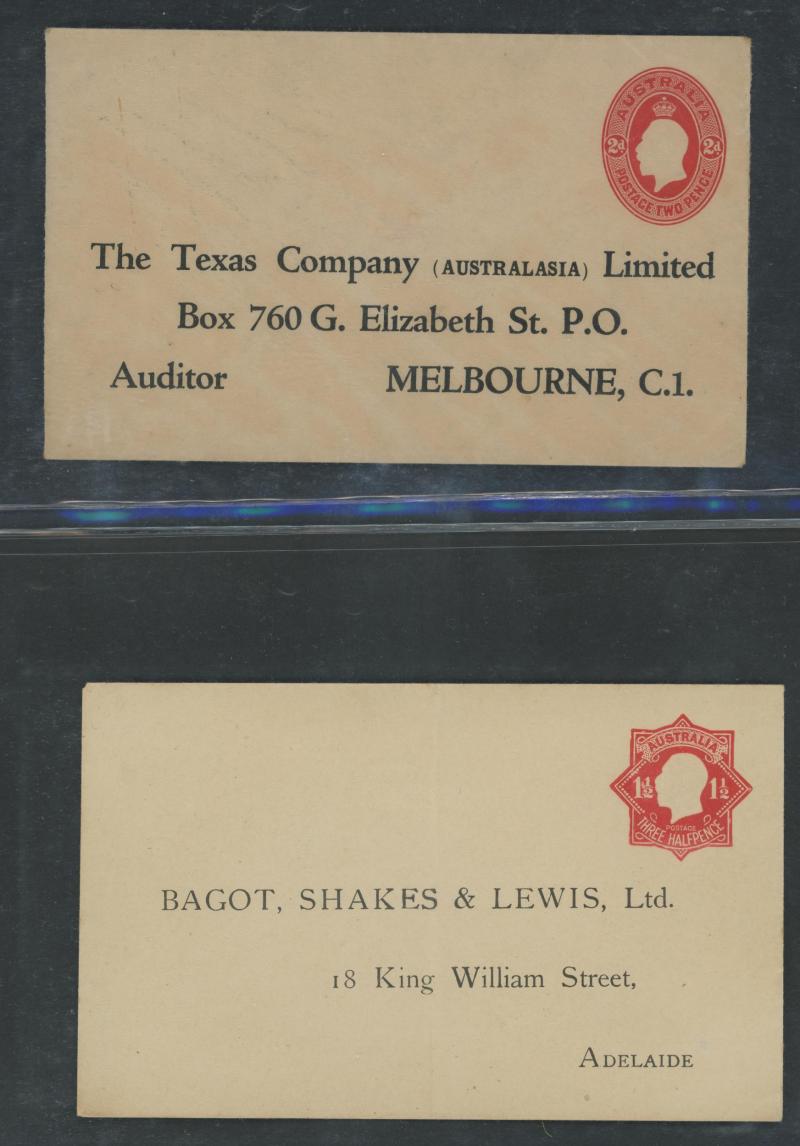 AUSTRALIA
2d. 2d.
POSTAGE TWO PENCE
The Texas Company (AUSTRALASIA) Limited
Box 760 G. Elizabeth St. P.O.
Auditor MELBOURNE, C.1.
AUSTRALIA
1½ 1½
POSTAGE
THREE HALFPENCE
BAGOT, SHAKES & LEWIS, Ltd.
18 King William Street,
ADELAIDE